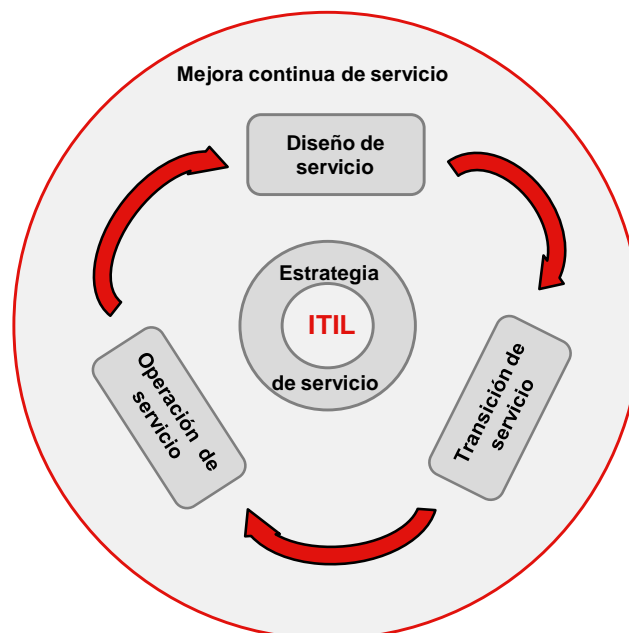 Mejora continua de servicio
Diseño de
servicio
Estrategia
ITIL
de servicio
Operación de
servicio
Transición de
servicio